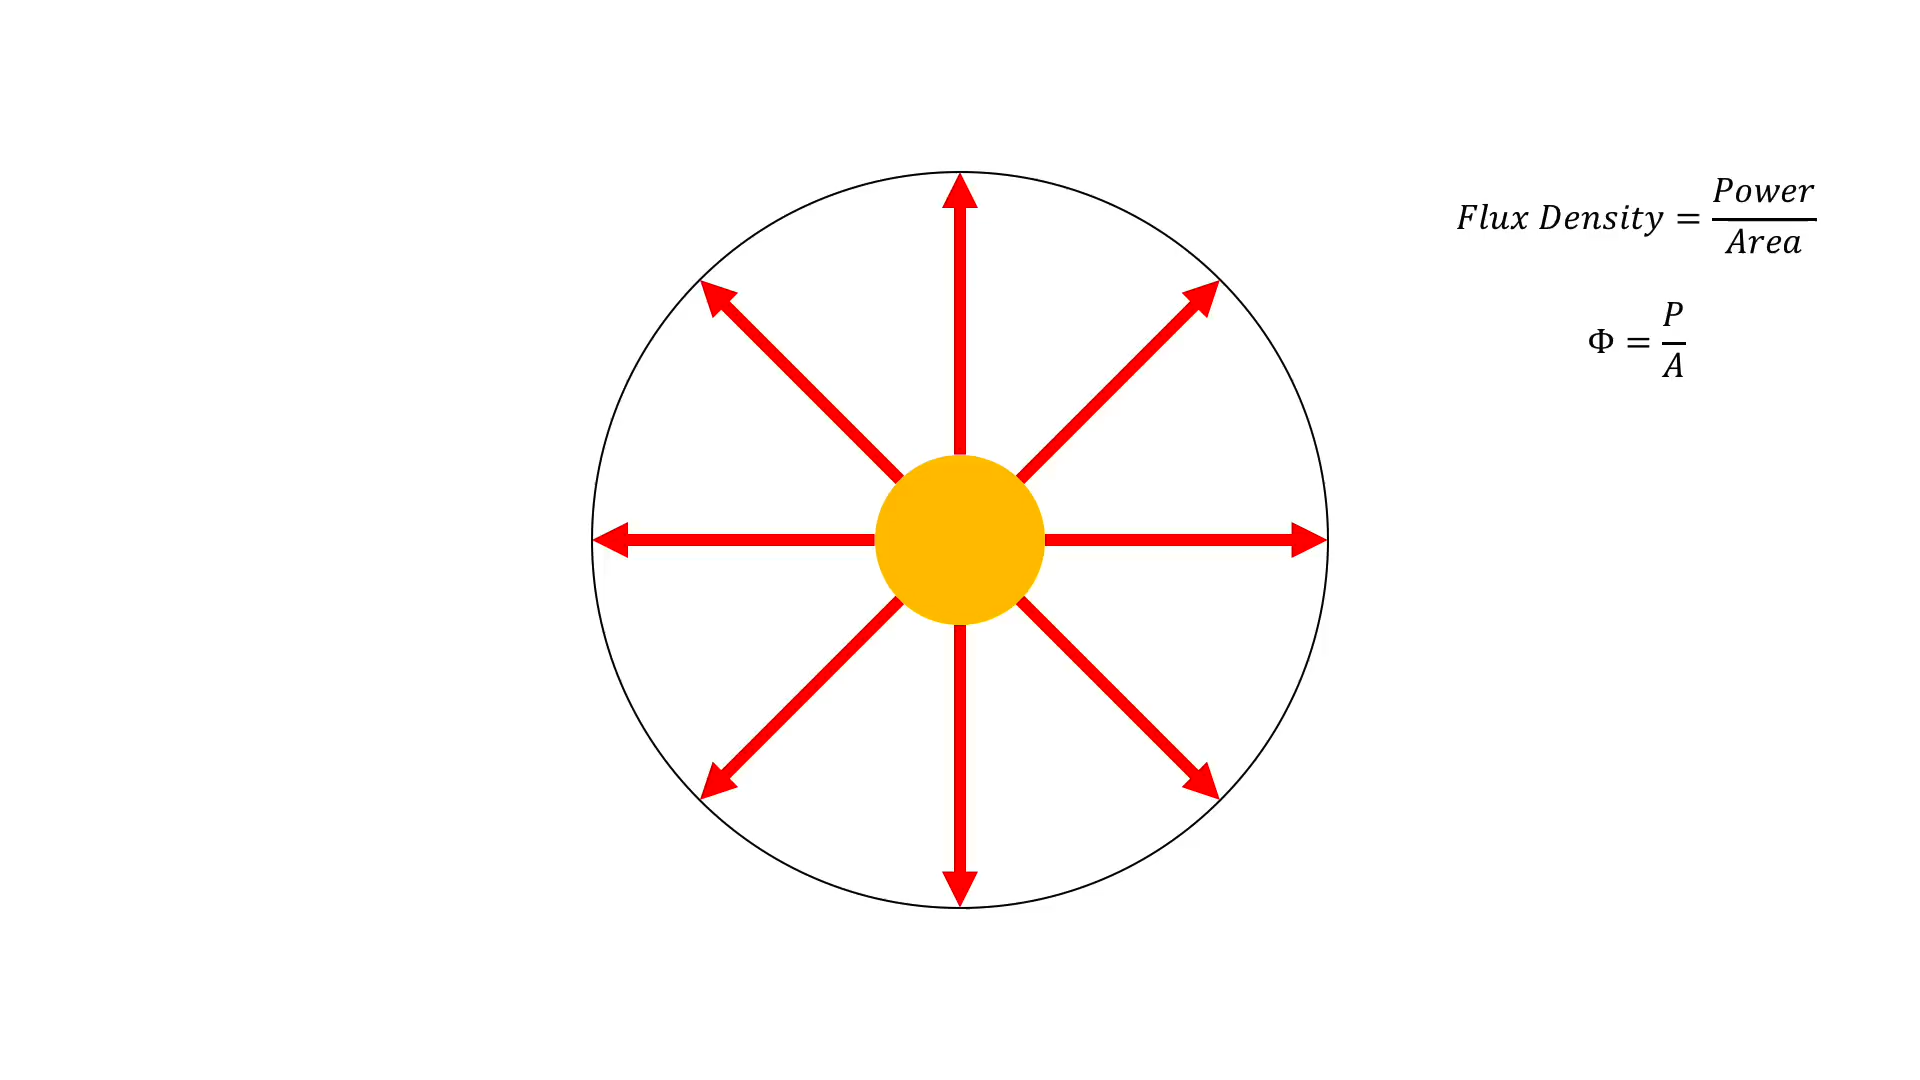 Flux Density = Power / Area
Φ = P / A